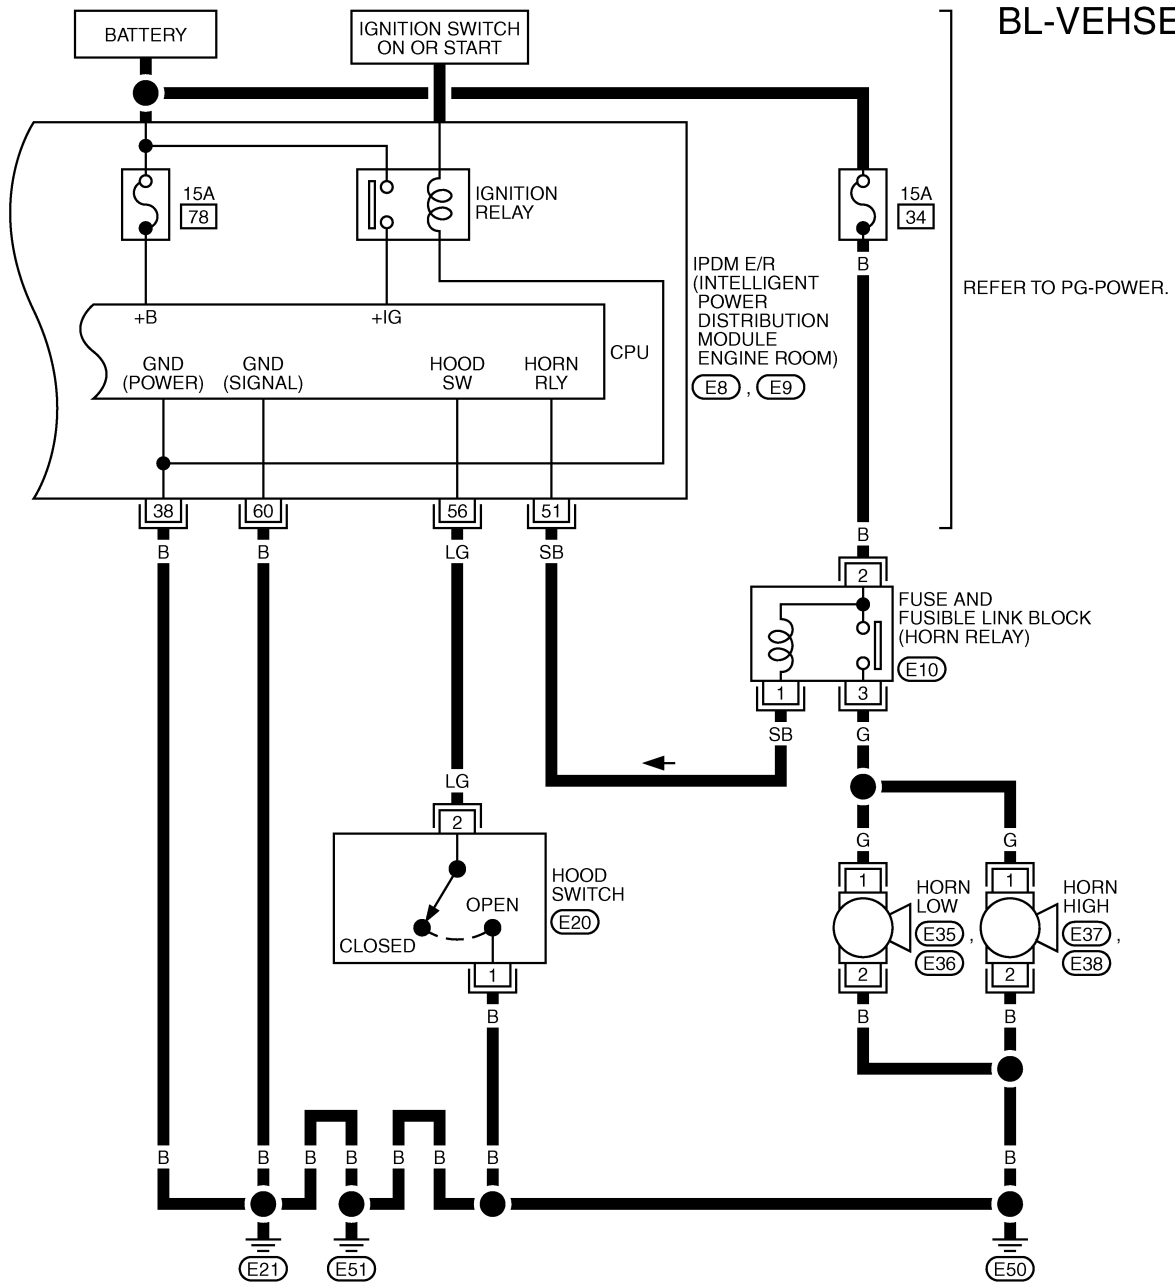 BL-VEHSE
BATTERY
IGNITION SWITCH
ON OR START
15A
78
IGNITION
RELAY
15A
34
B
IPDM E/R
(INTELLIGENT
POWER
DISTRIBUTION
MODULE
ENGINE ROOM)
E8 , E9
REFER TO PG-POWER.
+B
+IG
CPU
GND
(POWER)
GND
(SIGNAL)
HOOD
SW
HORN
RLY
38
60
56
51
B
B
LG
SB
B
2
FUSE AND
FUSIBLE LINK BLOCK
(HORN RELAY)
E10
1
3
SB
G
LG
2
HOOD
SWITCH
E20
OPEN
CLOSED
1
B
G
G
1
1
HORN
LOW
E35 ,
E36
HORN
HIGH
E37 ,
E38
2
2
B
B
B
B
B
B
B
B
B
B
E21
E51
E50